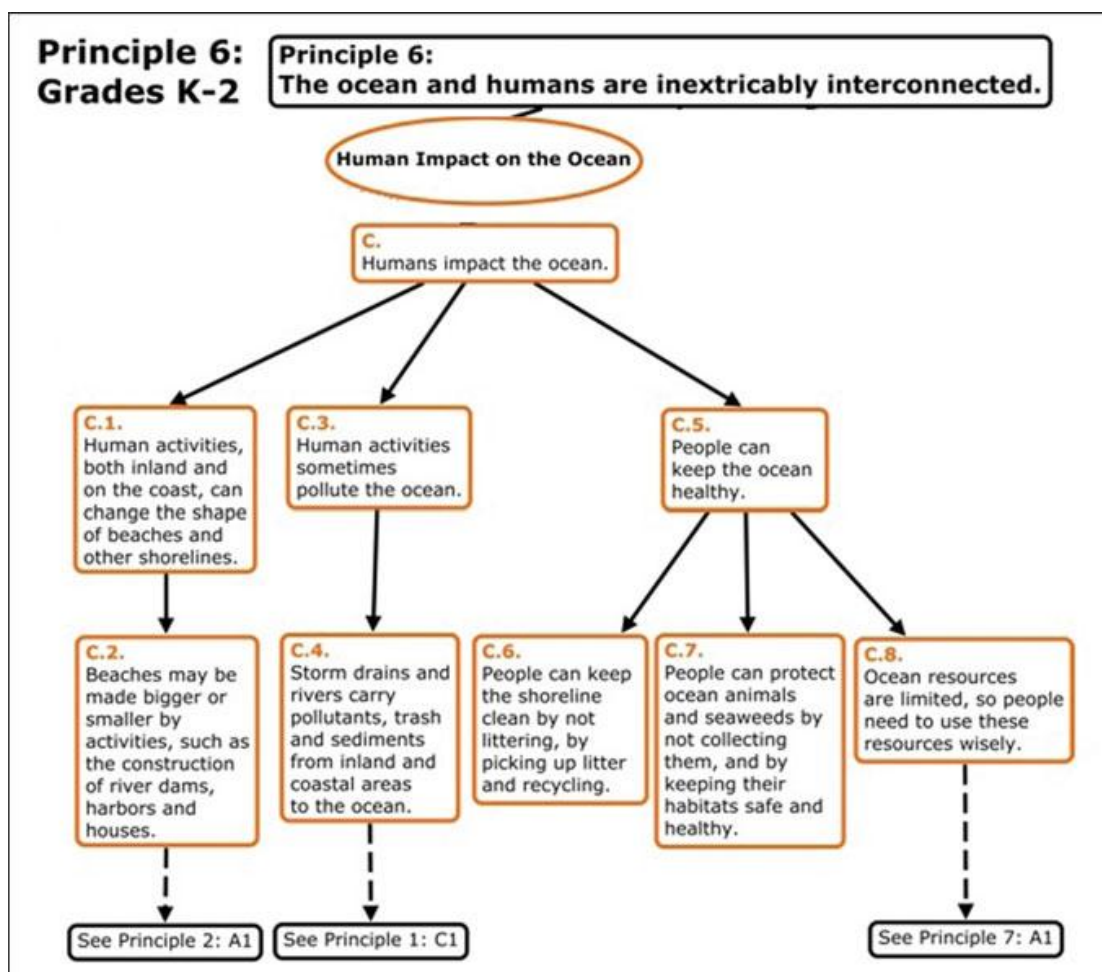 Principle 6:
Grades K-2
Principle 6:
The ocean and humans are inextricably interconnected.
Human Impact on the Ocean
C.
Humans impact the ocean.
C.1.
Human activities,
both inland and
on the coast, can
change the shape
of beaches and
other shorelines.
C.3.
Human activities
sometimes
pollute the ocean.
C.5.
People can
keep the ocean
healthy.
C.2.
Beaches may be
made bigger or
smaller by
activities, such as
the construction
of river dams,
harbors and
houses.
C.4.
Storm drains and
rivers carry
pollutants, trash
and sediments
from inland and
coastal areas
to the ocean.
C.6.
People can keep
the shoreline
clean by not
littering, by
picking up litter
and recycling.
C.7.
People can protect
ocean animals
and seaweeds by
not collecting
them, and by
keeping their
habitats safe and
healthy.
C.8.
Ocean resources
are limited, so people
need to use these
resources wisely.
See Principle 2: A1
See Principle 1: C1
See Principle 7: A1